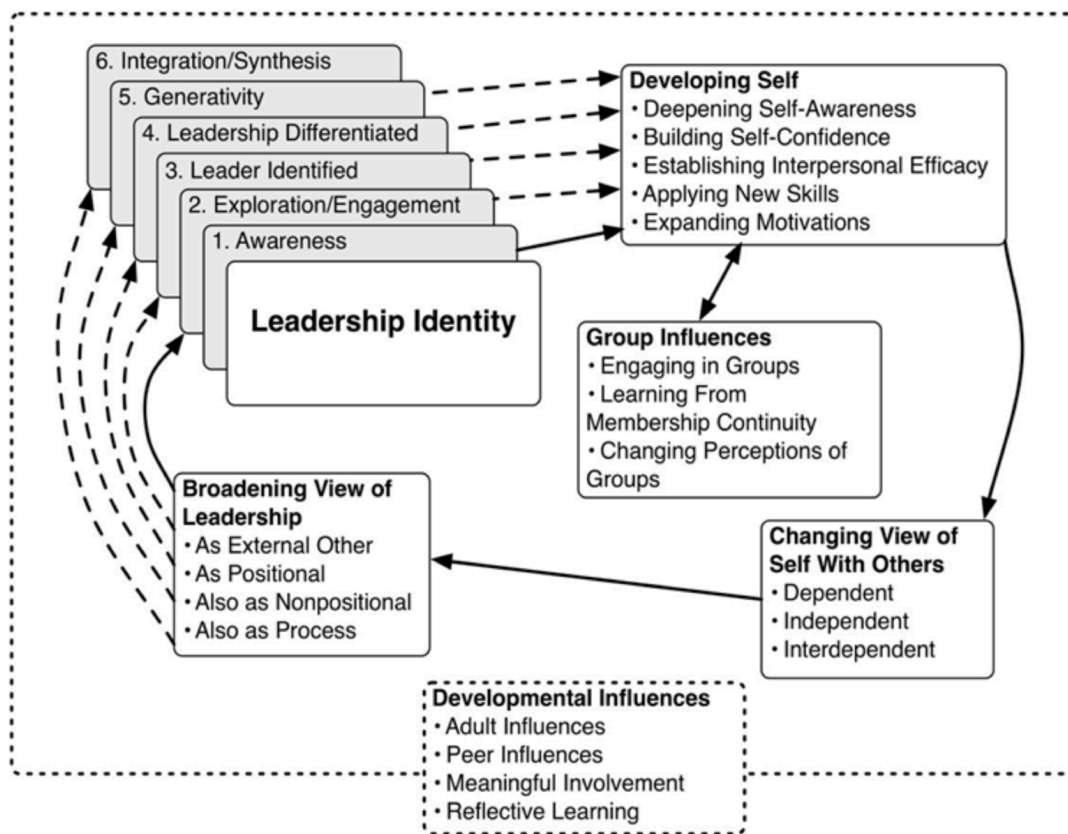 6. Integration/Synthesis
5. Generativity
4. Leadership Differentiated
3. Leader Identified
2. Exploration/Engagement
1. Awareness
Leadership Identity
Developing Self
· Deepening Self-Awareness
· Building Self-Confidence
· Establishing Interpersonal Efficacy
· Applying New Skills
· Expanding Motivations
Group Influences
· Engaging in Groups
· Learning From
Membership Continuity
· Changing Perceptions of
Groups
Broadening View of
Leadership
· As External Other
· As Positional
· Also as Nonpositional
· Also as Process
Changing View of
Self With Others
· Dependent
· Independent
· Interdependent
Developmental Influences
· Adult Influences
· Peer Influences
· Meaningful Involvement
· Reflective Learning